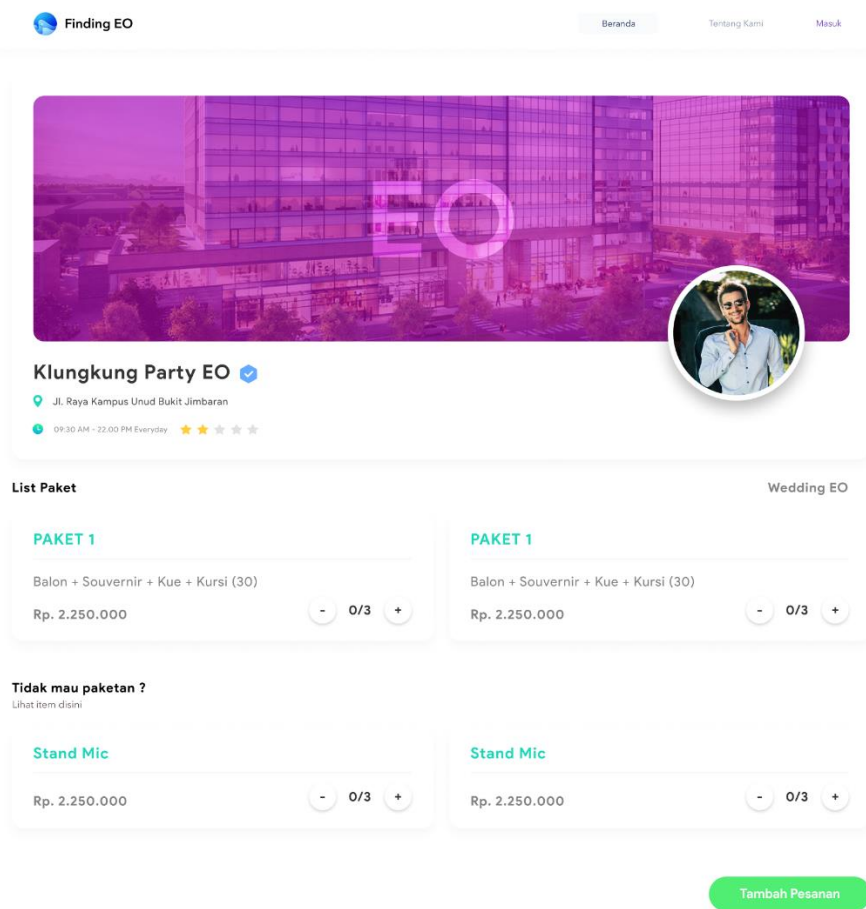 Finding EO
Beranda
Tentang Kami
Masuk
EO
Klungkung Party EO
Jl. Raya Kampus Unud Bukit Jimbaran
09:30 AM - 22.00 PM Everyday
List Paket
Wedding EO
PAKET 1
Balon + Souvernir + Kue + Kursi (30)
Rp. 2.250.000
- 0/3 +
PAKET 1
Balon + Souvernir + Kue + Kursi (30)
Rp. 2.250.000
- 0/3 +
Tidak mau paketan ?
Lihat item disini
Stand Mic
Rp. 2.250.000
- 0/3 +
Stand Mic
Rp. 2.250.000
- 0/3 +
Tambah Pesanan